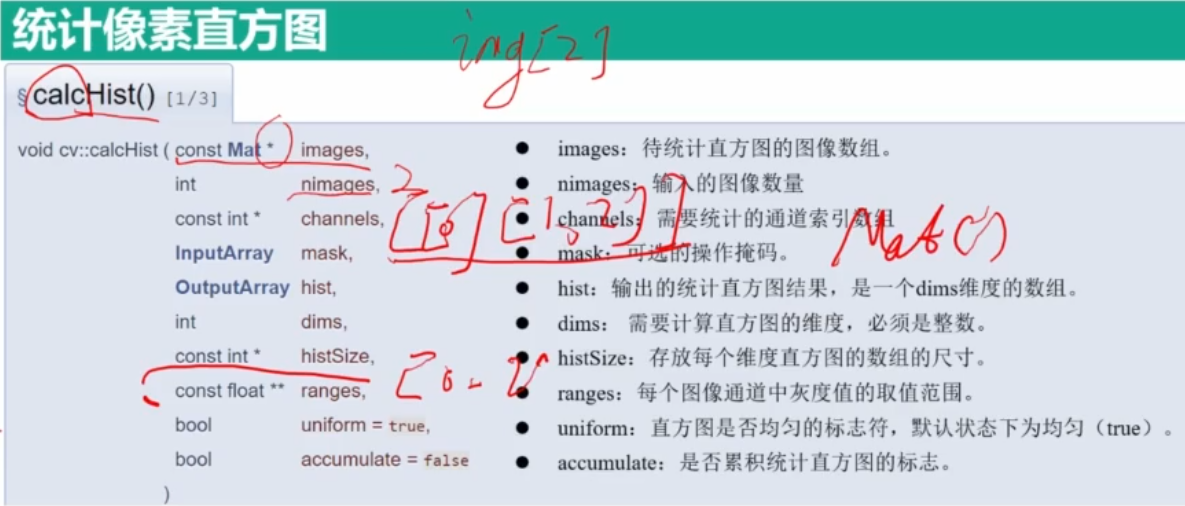 统计像素直方图
img[2]
§ calcHist() [1/3]
void cv::calcHist ( const Mat * images, ● images：待统计直方图的图像数组。
int nimages, 2 ● nimages：输入的图像数量
const int * channels, ● channels：需要统计的通道索引数组
InputArray mask, ● mask：可选的操作掩码。 Mat()
OutputArray hist, ● hist：输出的统计直方图结果，是一个dims维度的数组。
int dims, ● dims： 需要计算直方图的维度，必须是整数。
const int * histSize, ● histSize：存放每个维度直方图的数组的尺寸。
const float ** ranges, ● ranges：每个图像通道中灰度值的取值范围。
bool uniform = true, ● uniform：直方图是否均匀的标志符，默认状态下为均匀（true）。
bool accumulate = false ● accumulate：是否累积统计直方图的标志。
)